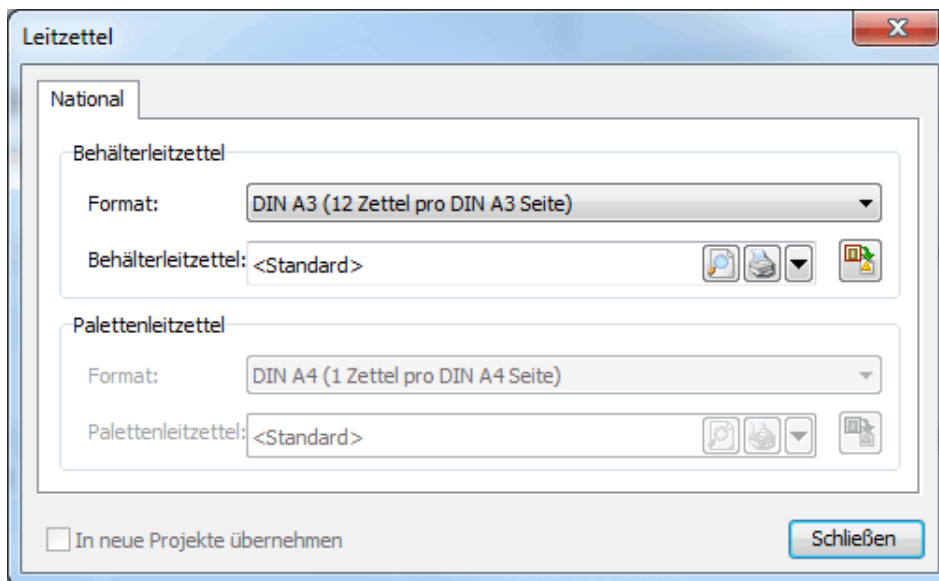 Leitzettel
National
Behälterleitzettel
Format: DIN A3 (12 Zettel pro DIN A3 Seite)
Behälterleitzettel: <Standard>
Palettenleitzettel
Format: DIN A4 (1 Zettel pro DIN A4 Seite)
Palettenleitzettel: <Standard>
In neue Projekte übernehmen
Schließen